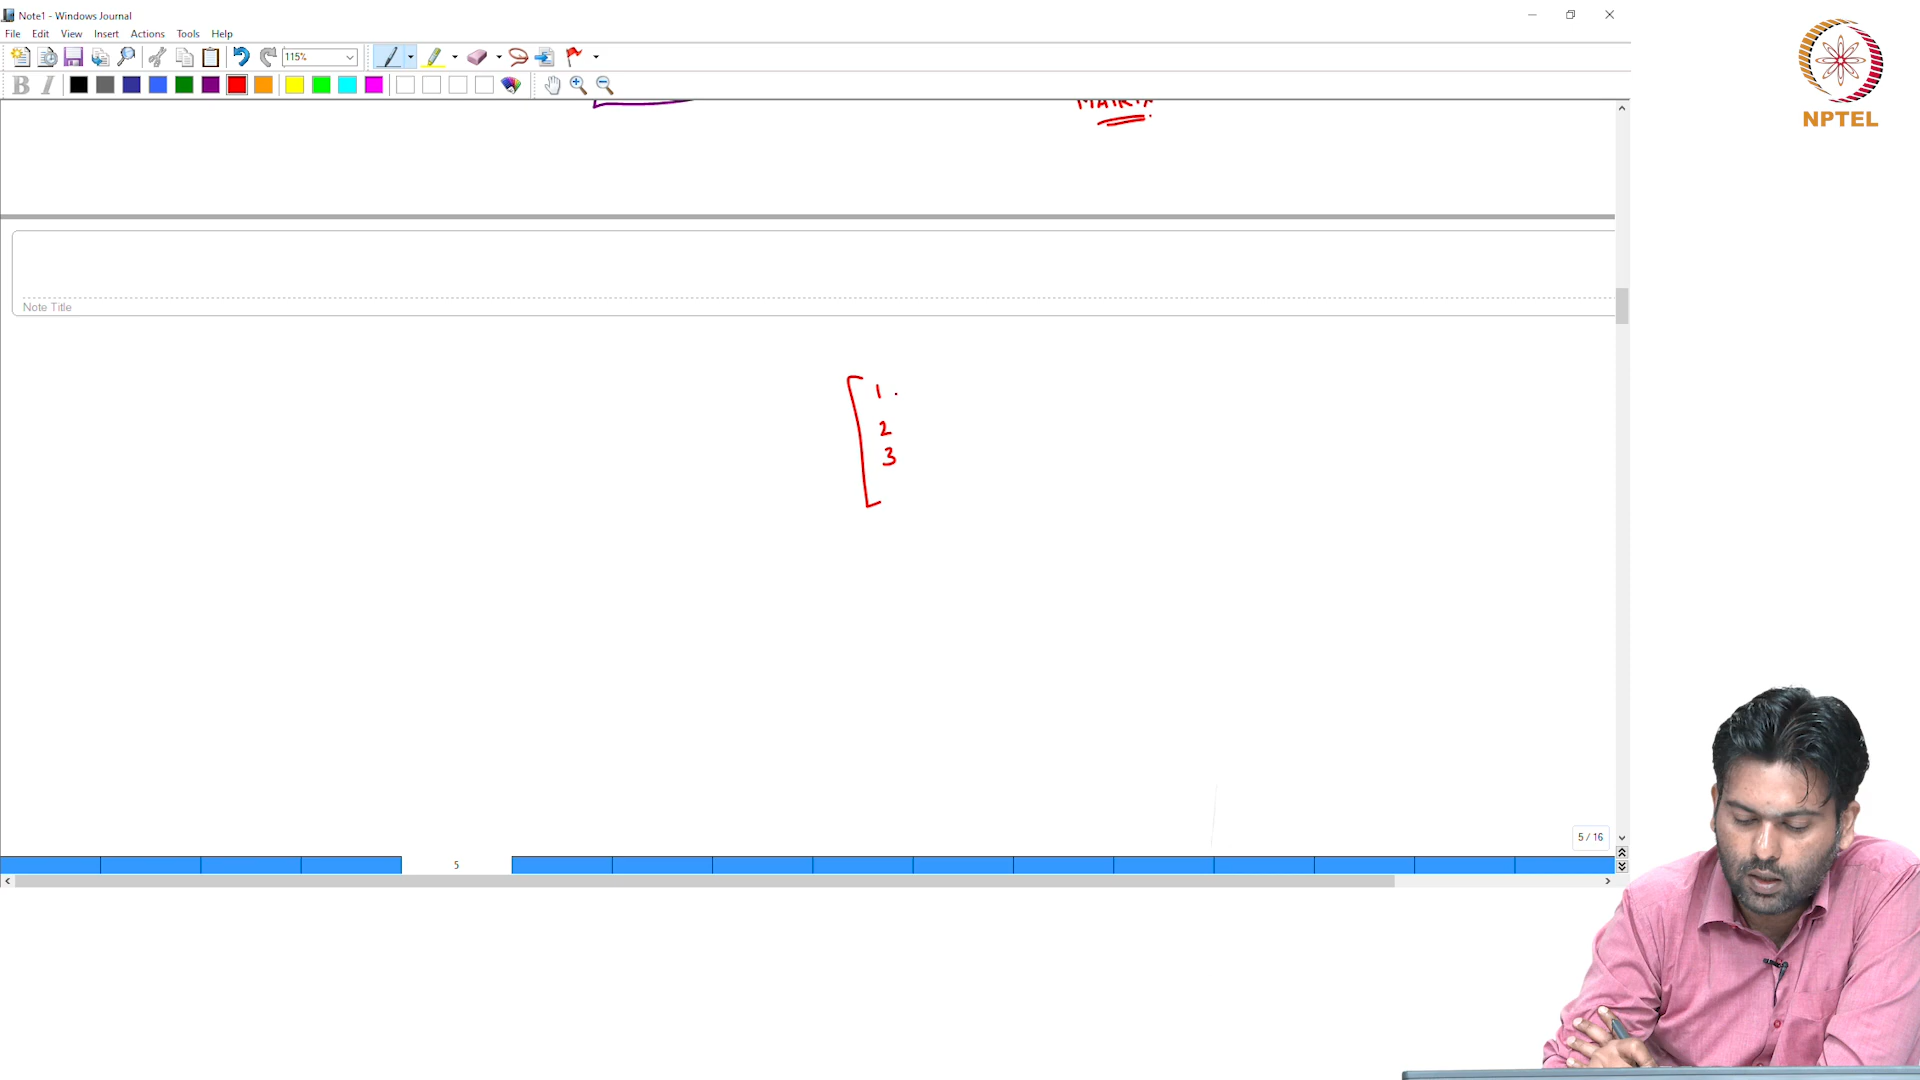 Note1 - Windows Journal
File Edit View Insert Actions Tools Help
115%
B I
NPTEL
Note Title
1 .
2
3
5 / 16
5